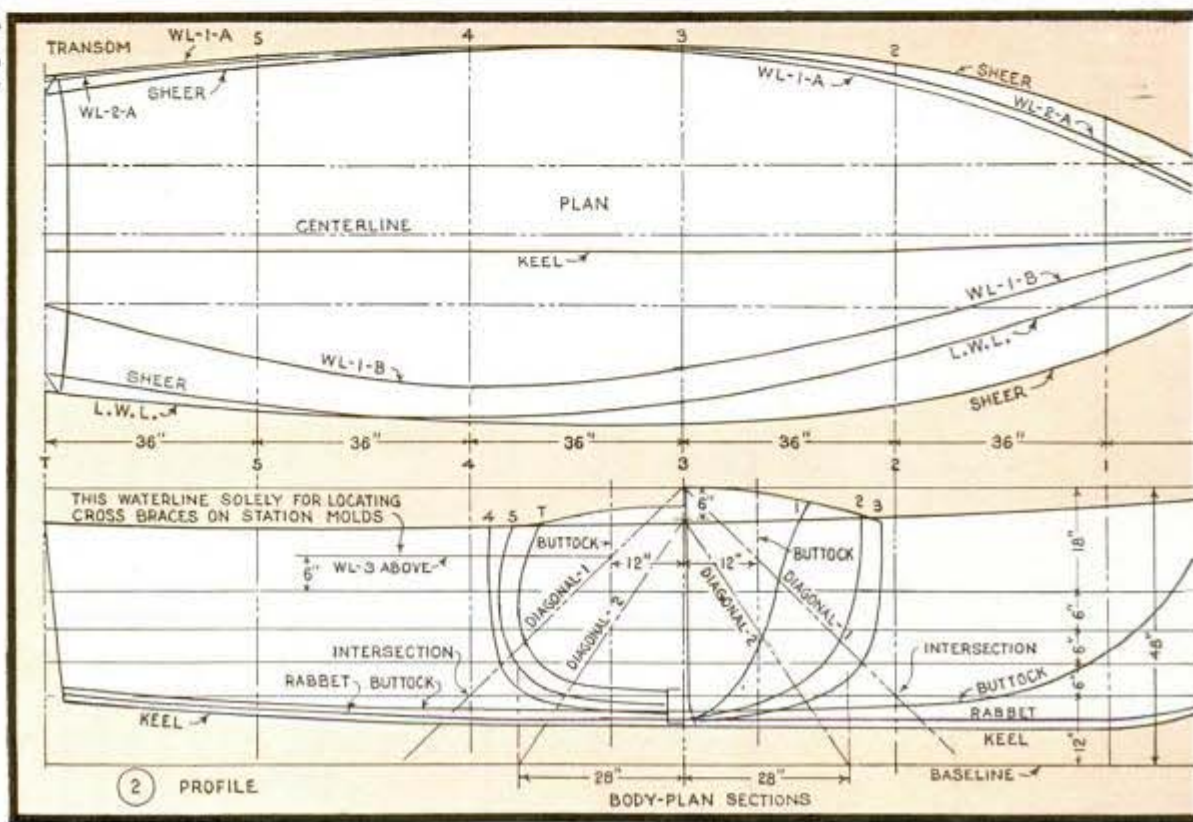 TRANSOM
WL-1-A
5
4
3
2
SHEER
WL-2-A
SHEER
WL-1-A
WL-2-A
PLAN
CENTERLINE
KEEL
WL-1-B
WL-1-B
L.W.L.
SHEER
L.W.L.
SHEER
36" 36" 36" 36" 36"
T 5 4 3 2 1
THIS WATERLINE SOLELY FOR LOCATING
CROSS BRACES ON STATION MOLDS
4 5 T
6"
1 2 3
BUTTOCK
BUTTOCK
18"
6"
WL-3 ABOVE
12" 12"
DIAGONAL-1
DIAGONAL-2
DIAGONAL-2
DIAGONAL-1
6"
48"
INTERSECTION
INTERSECTION
6"
RABBET BUTTOCK
BUTTOCK
6"
RABBET
KEEL
KEEL
12"
28" 28"
BASELINE
2 PROFILE
BODY-PLAN SECTIONS